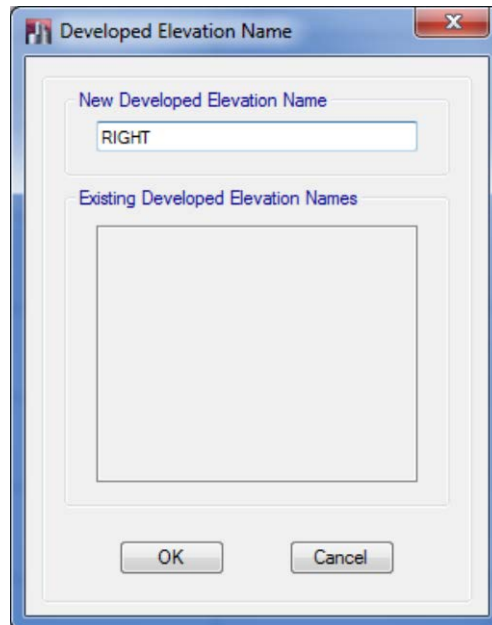 Developed Elevation Name
New Developed Elevation Name
RIGHT
Existing Developed Elevation Names
OK
Cancel